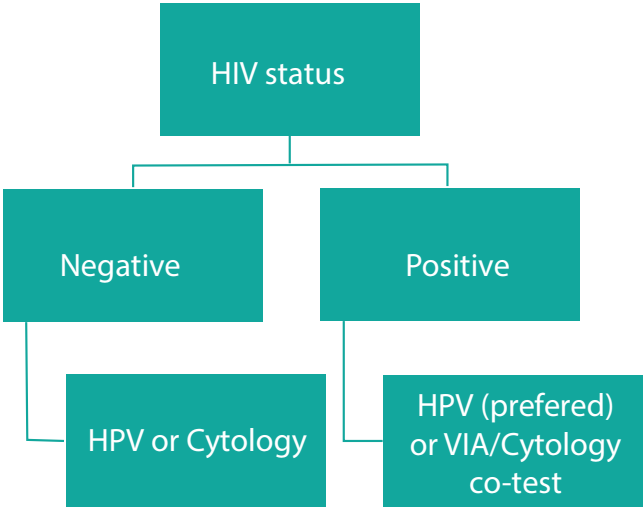 HIV status
Negative
Positive
HPV or Cytology
HPV (prefered)
or VIA/Cytology
co-test